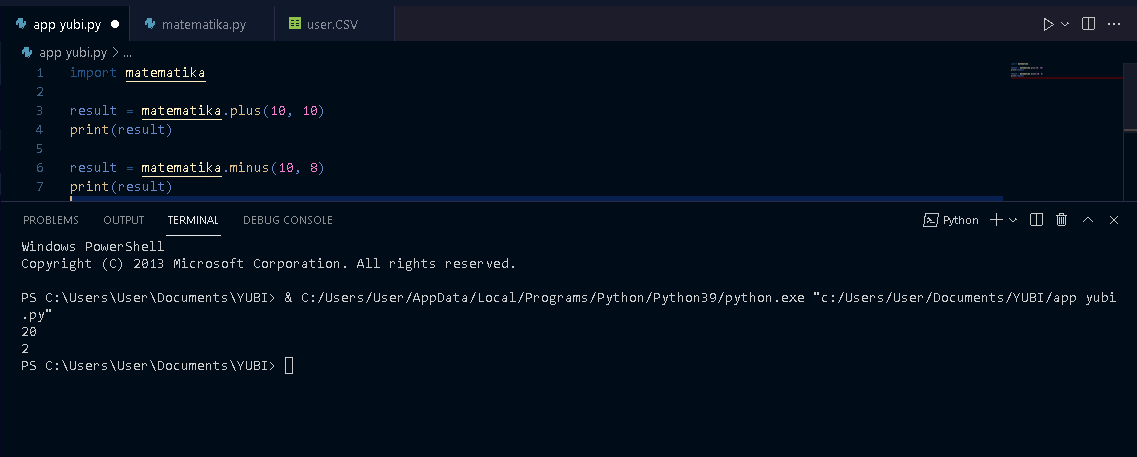 app yubi.py matematika.py user.CSV
app yubi.py > ...
1 import matematika
2
3 result = matematika.plus(10, 10)
4 print(result)
5
6 result = matematika.minus(10, 8)
7 print(result)
PROBLEMS OUTPUT TERMINAL DEBUG CONSOLE Python
Windows PowerShell
Copyright (C) 2013 Microsoft Corporation. All rights reserved.
PS C:\Users\User\Documents\YUBI> & C:/Users/User/AppData/Local/Programs/Python/Python39/python.exe "c:/Users/User/Documents/YUBI/app yubi
.py"
20
2
PS C:\Users\User\Documents\YUBI>